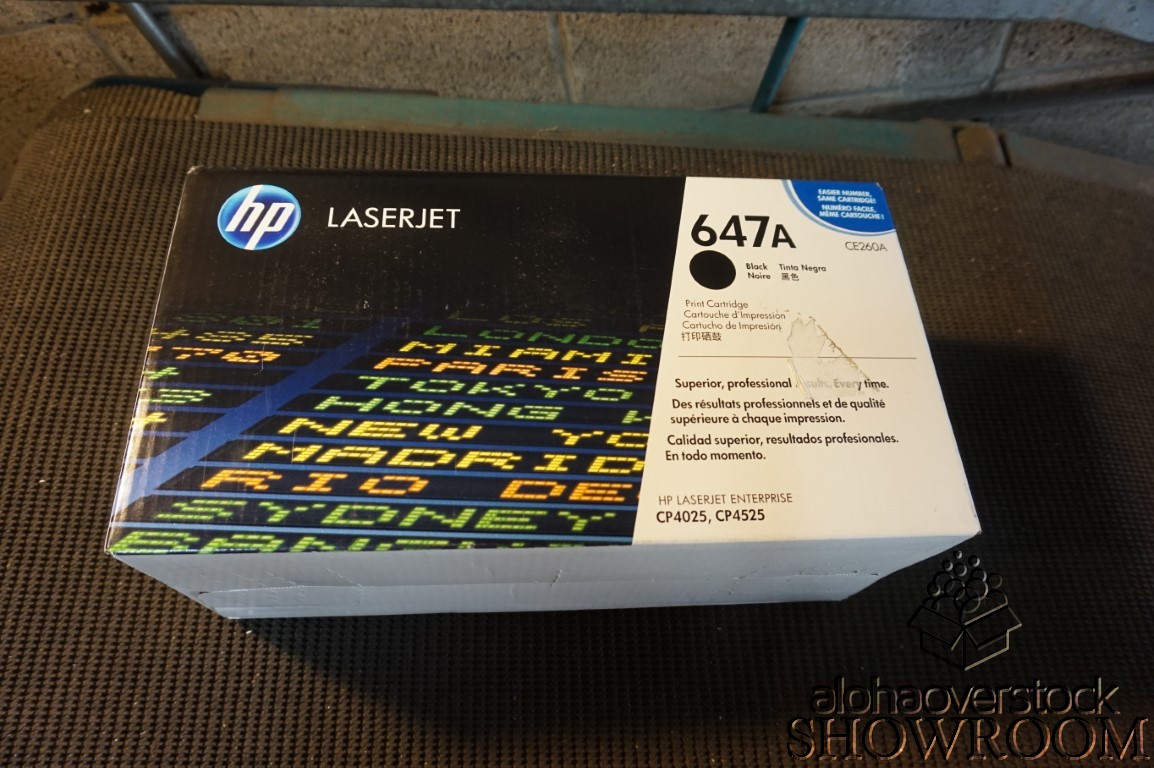 hp LASERJET
EASIER NUMBER,
SAME CARTRIDGE!
NUMÉRO FACILE,
MÊME CARTOUCHE!
647A
CE260A
Black Tinta Negra
Noire 黑色
Print Cartridge
Cartouche d'Impression
Cartucho de Impresión
打印硒鼓
Superior, professional Every time.
Des résultats professionnels et de qualité
supérieure à chaque impression.
Calidad superior, resultados profesionales.
En todo momento.
HP LASERJET ENTERPRISE
CP4025, CP4525
LONDO
MIAMI
PARIS
TOKYO
HONG
NEW YO
MADRID
RIO DE
SYDNEY
alohaoverstock
SHOWROOM